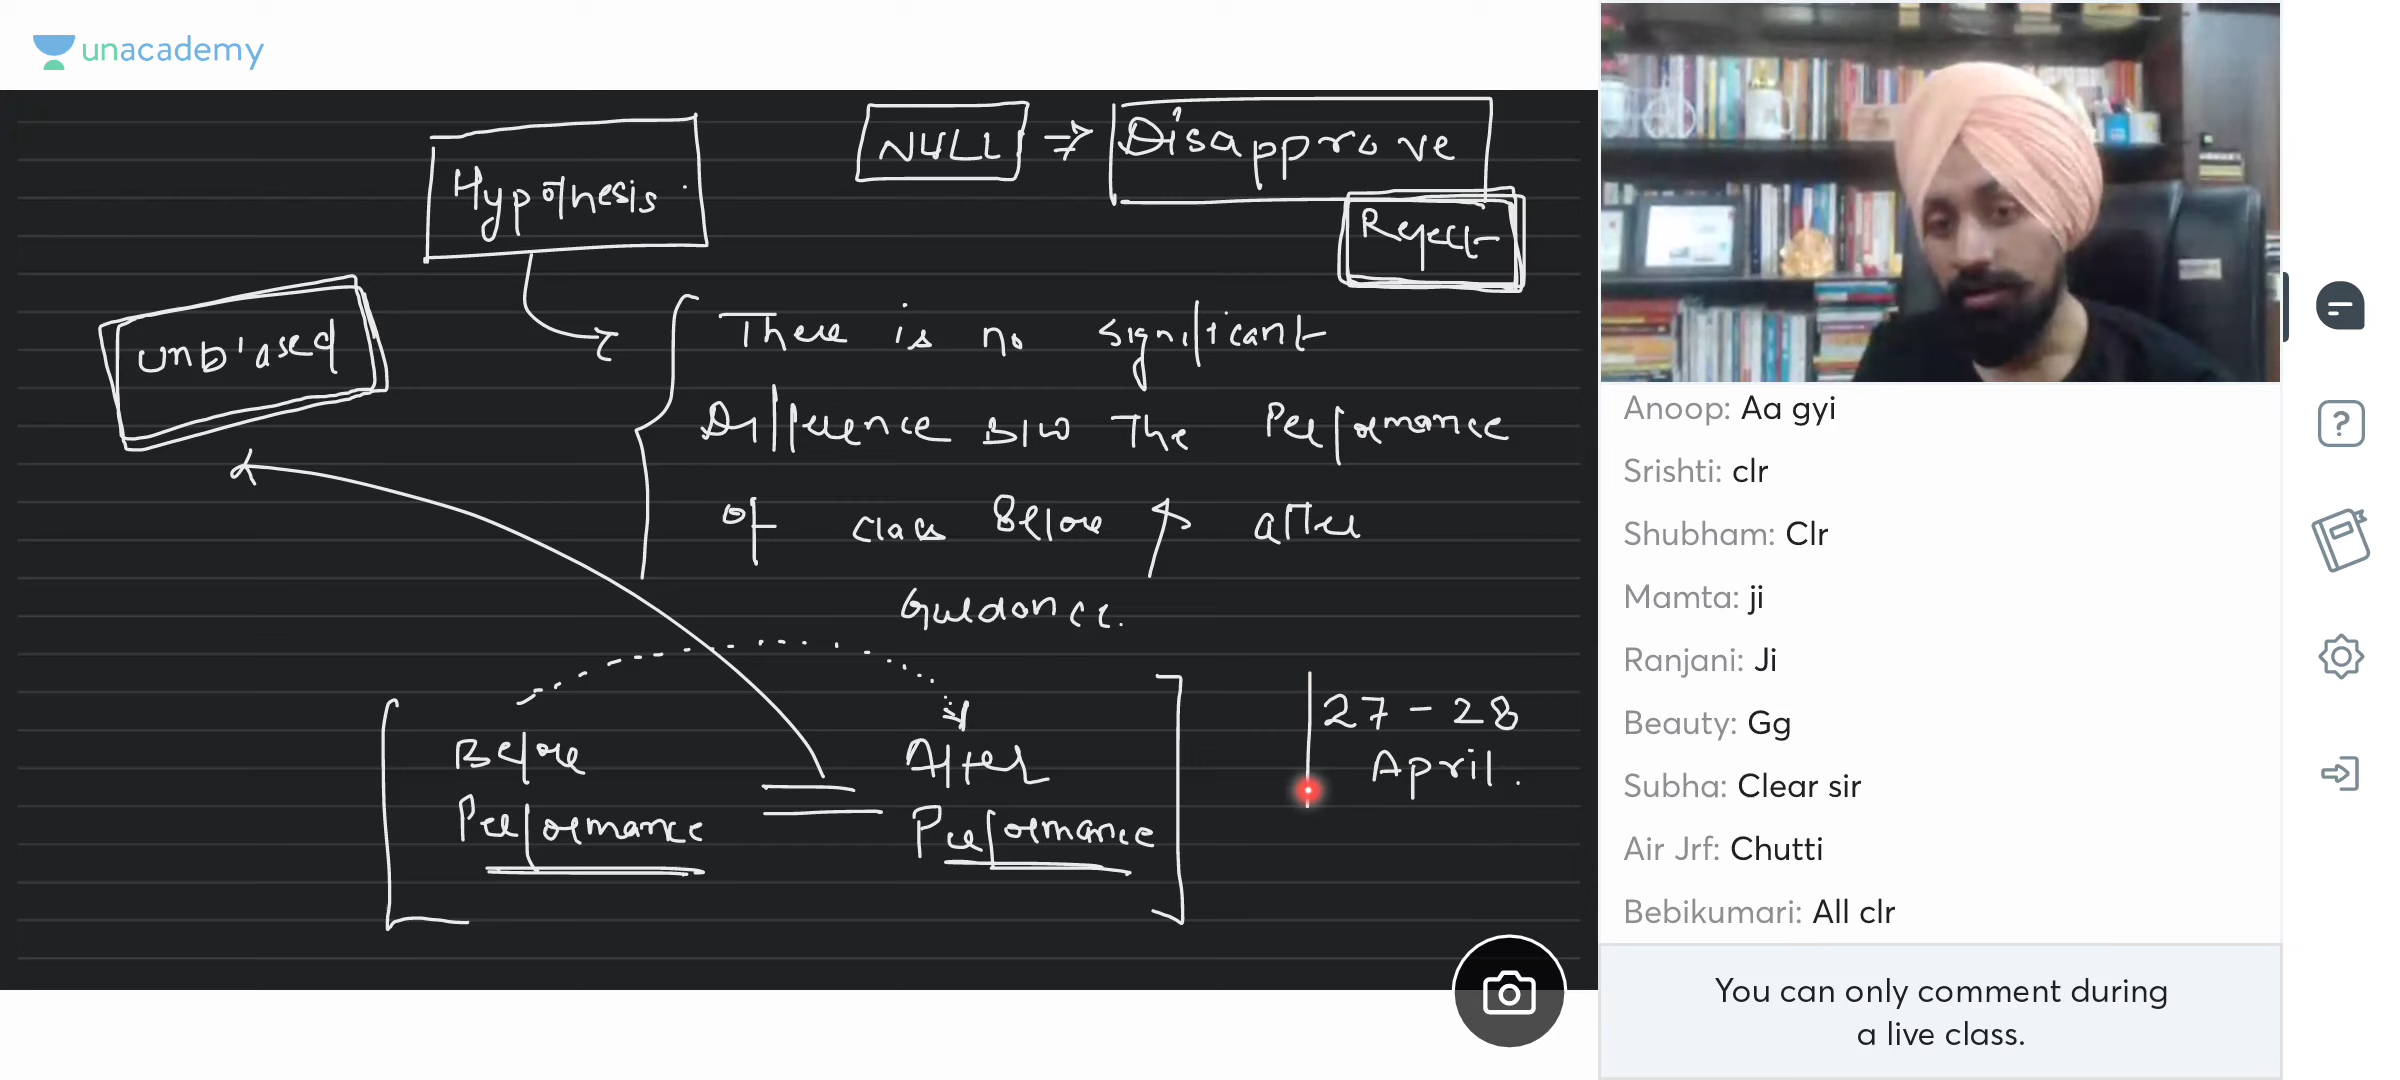 unacademy
NULL ⇒ Disapprove
Hypothesis.
Reject
unbiased
There is no significant
Difference B/w The Performance
of class Before & after
Guidance.
Before
Performance
=
After
Performance
27-28
April.
Anoop: Aa gyi
Srishti: clr
Shubham: Clr
Mamta: ji
Ranjani: Ji
Beauty: Gg
Subha: Clear sir
Air Jrf: Chutti
Bebikumari: All clr
You can only comment during
a live class.